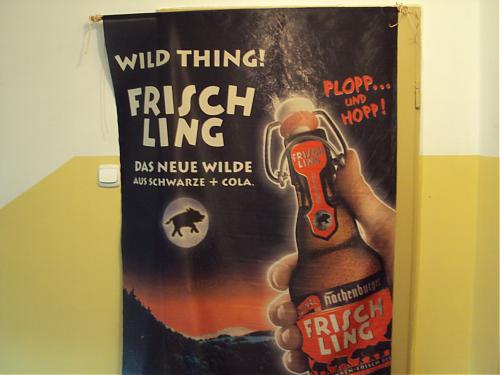 WILD THING!
FRISCH
LING
DAS NEUE WILDE
AUS SCHWARZE + COLA.
PLOPP...
UND
HOPP!
FRISCH
LING
Hachenburger
FRISCH
LING